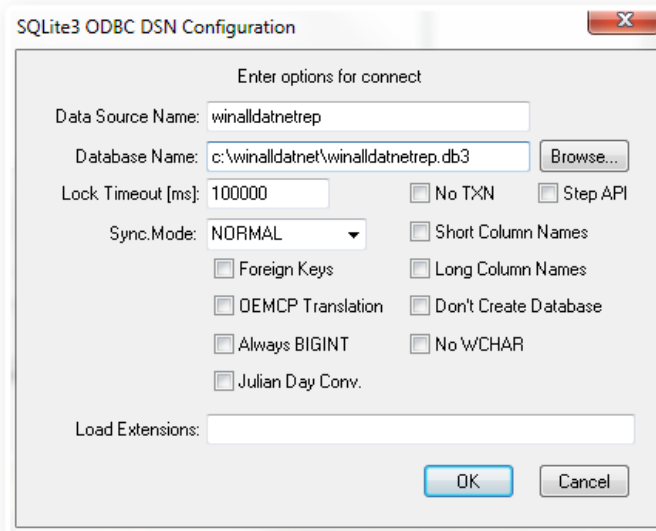 SQLite3 ODBC DSN Configuration
Enter options for connect
Data Source Name: winalldatnetrep
Database Name: c:\winalldatnet\winalldatnetrep.db3 Browse...
Lock Timeout [ms]: 100000 No TXN Step API
Sync.Mode: NORMAL Short Column Names
Foreign Keys Long Column Names
OEMCP Translation Don't Create Database
Always BIGINT No WCHAR
Julian Day Conv.
Load Extensions:
OK Cancel